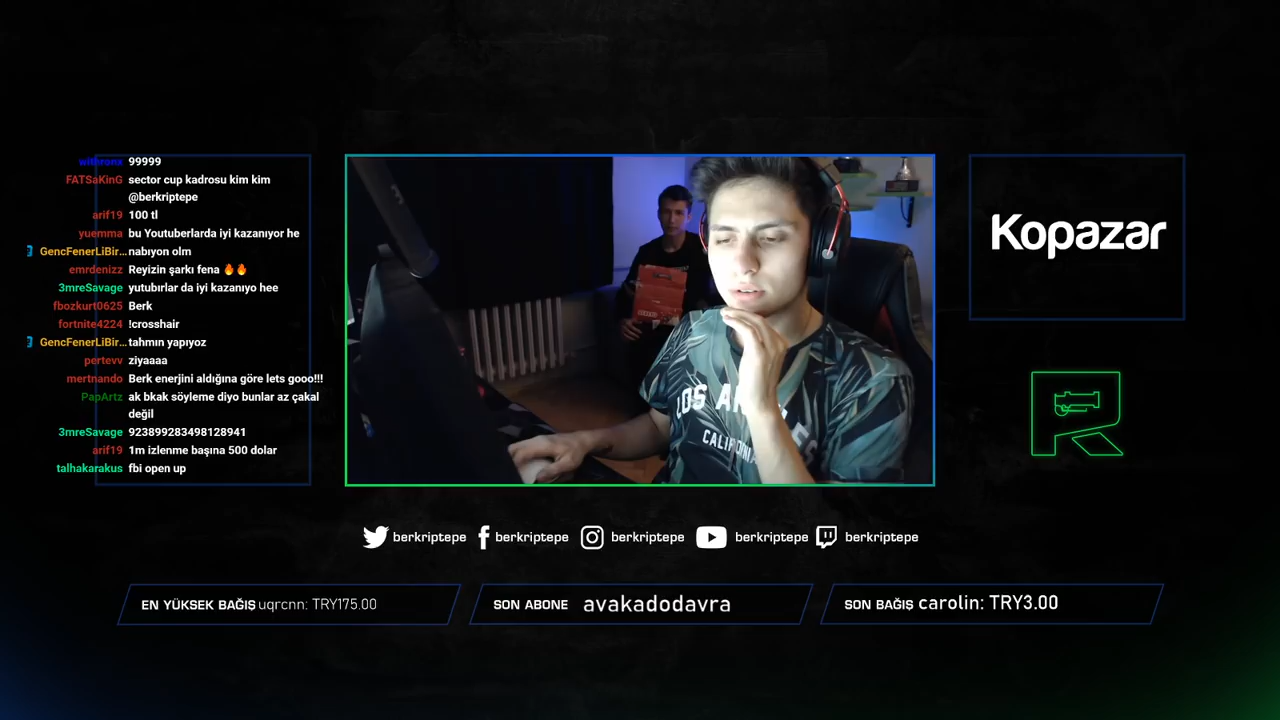 withronx 99999
FATSaKinG sector cup kadrosu kim kim
@berkriptepe
arif19 100 tl
yuemma bu Youtuberlarda iyi kazanıyor he
GencFenerLiBir... nabıyon olm
emrdenizz Reyizin şarkı fena 🔥🔥
3mreSavage yutubırlar da iyi kazanıyo hee
fbozkurt0625 Berk
fortnite4224 !crosshair
GencFenerLiBir... tahmın yapıyoz
pertevv ziyaaaa
mertnando Berk enerjini aldığına göre lets gooo!!!
PapArtz ak bkak söyleme diyo bunlar az çakal
değil
3mreSavage 923899283498128941
arif19 1m izlenme başına 500 dolar
talhakarakus fbi open up
LOS ANGELES
CALIFORNIA
Kopazar
berkriptepe berkriptepe berkriptepe berkriptepe berkriptepe
EN YÜKSEK BAĞIŞ uqrcnn: TRY175.00
SON ABONE avakadodavra
SON BAĞIŞ carolin: TRY3.00